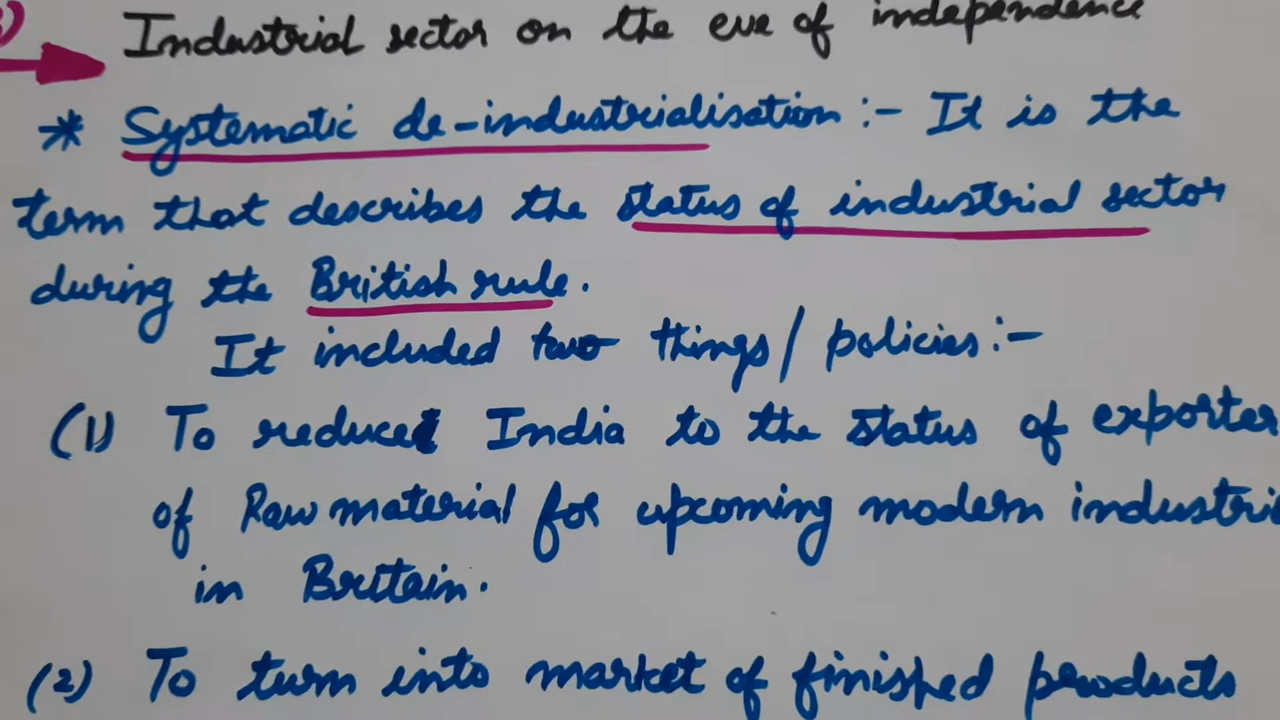 Industrial sector on the eve of independence
* Systematic de-industrialisation :- It is the
term that describes the status of industrial sector
during the British rule.
It included two things/policies :-
(1) To reduce India to the status of exporter
of Raw material for upcoming modern industri
in Britain.
(2) To turn into market of finished products